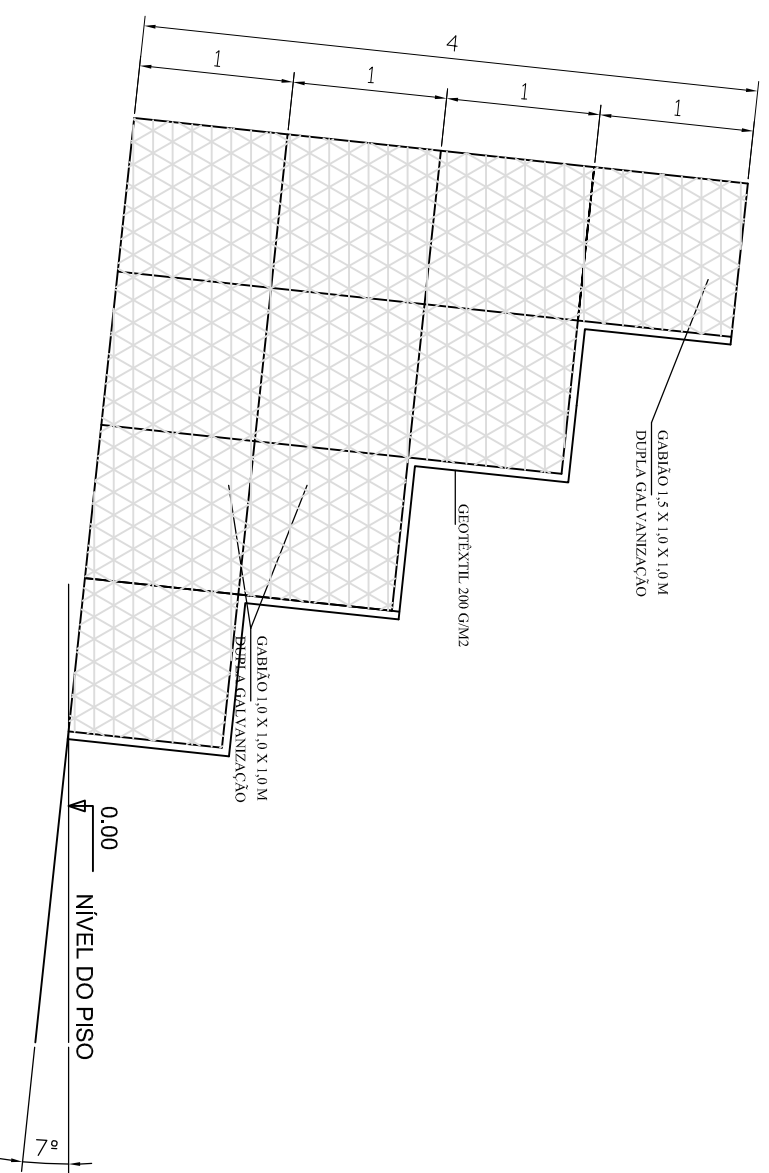 4
1
1
1
1
GABIÃO 1,5 X 1,0 X 1,0 M
DUPLA GALVANIZAÇÃO
GEOTÊXTIL 200 G/M2
GABIÃO 1,0 X 1,0 X 1,0 M
DUPLA GALVANIZAÇÃO
0.00
NÍVEL DO PISO
7º